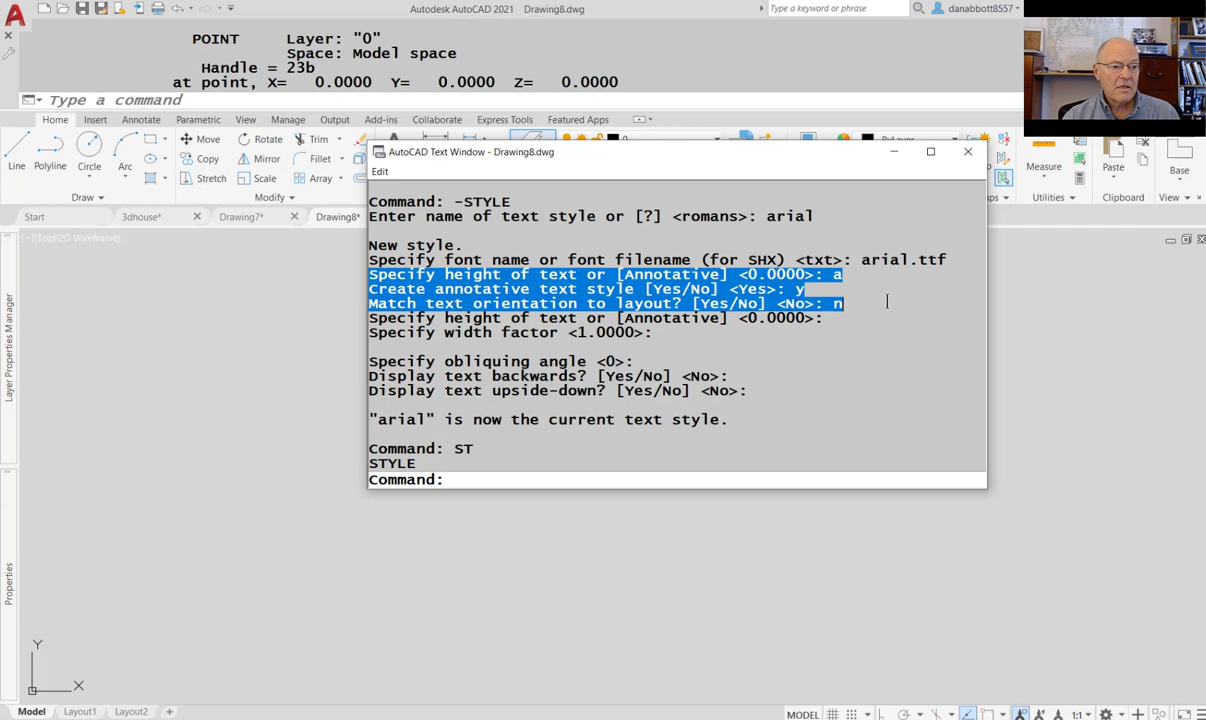 Autodesk AutoCAD 2021 Drawing8.dwg
Type a keyword or phrase
danabbott8557
POINT Layer: "0"
Space: Model space
Handle = 23b
at point, X= 0.0000 Y= 0.0000 Z= 0.0000
Type a command
Home Insert Annotate Parametric View Manage Output Add-ins Collaborate Express Tools Featured Apps
Line Polyline Circle Arc
Move Rotate Trim
Copy Mirror Fillet
Stretch Scale Array
Draw Modify
Measure
Utilities
Base
Start 3dhouse* Drawing7* Drawing8*
[−][Top][2D Wireframe]
Layer Properties Manager
Properties
AutoCAD Text Window - Drawing8.dwg
Edit
Command: -STYLE
Enter name of text style or [?] <romans>: arial
New style.
Specify font name or font filename (for SHX) <txt>: arial.ttf
Specify height of text or [Annotative] <0.0000>: a
Create annotative text style [Yes/No] <Yes>: y
Match text orientation to layout? [Yes/No] <No>: n
Specify height of text or [Annotative] <0.0000>:
Specify width factor <1.0000>:
Specify obliquing angle <0>:
Display text backwards? [Yes/No] <No>:
Display text upside-down? [Yes/No] <No>:
"arial" is now the current text style.
Command: ST
STYLE
Command:
Y
X
Model Layout1 Layout2
MODEL
1:1